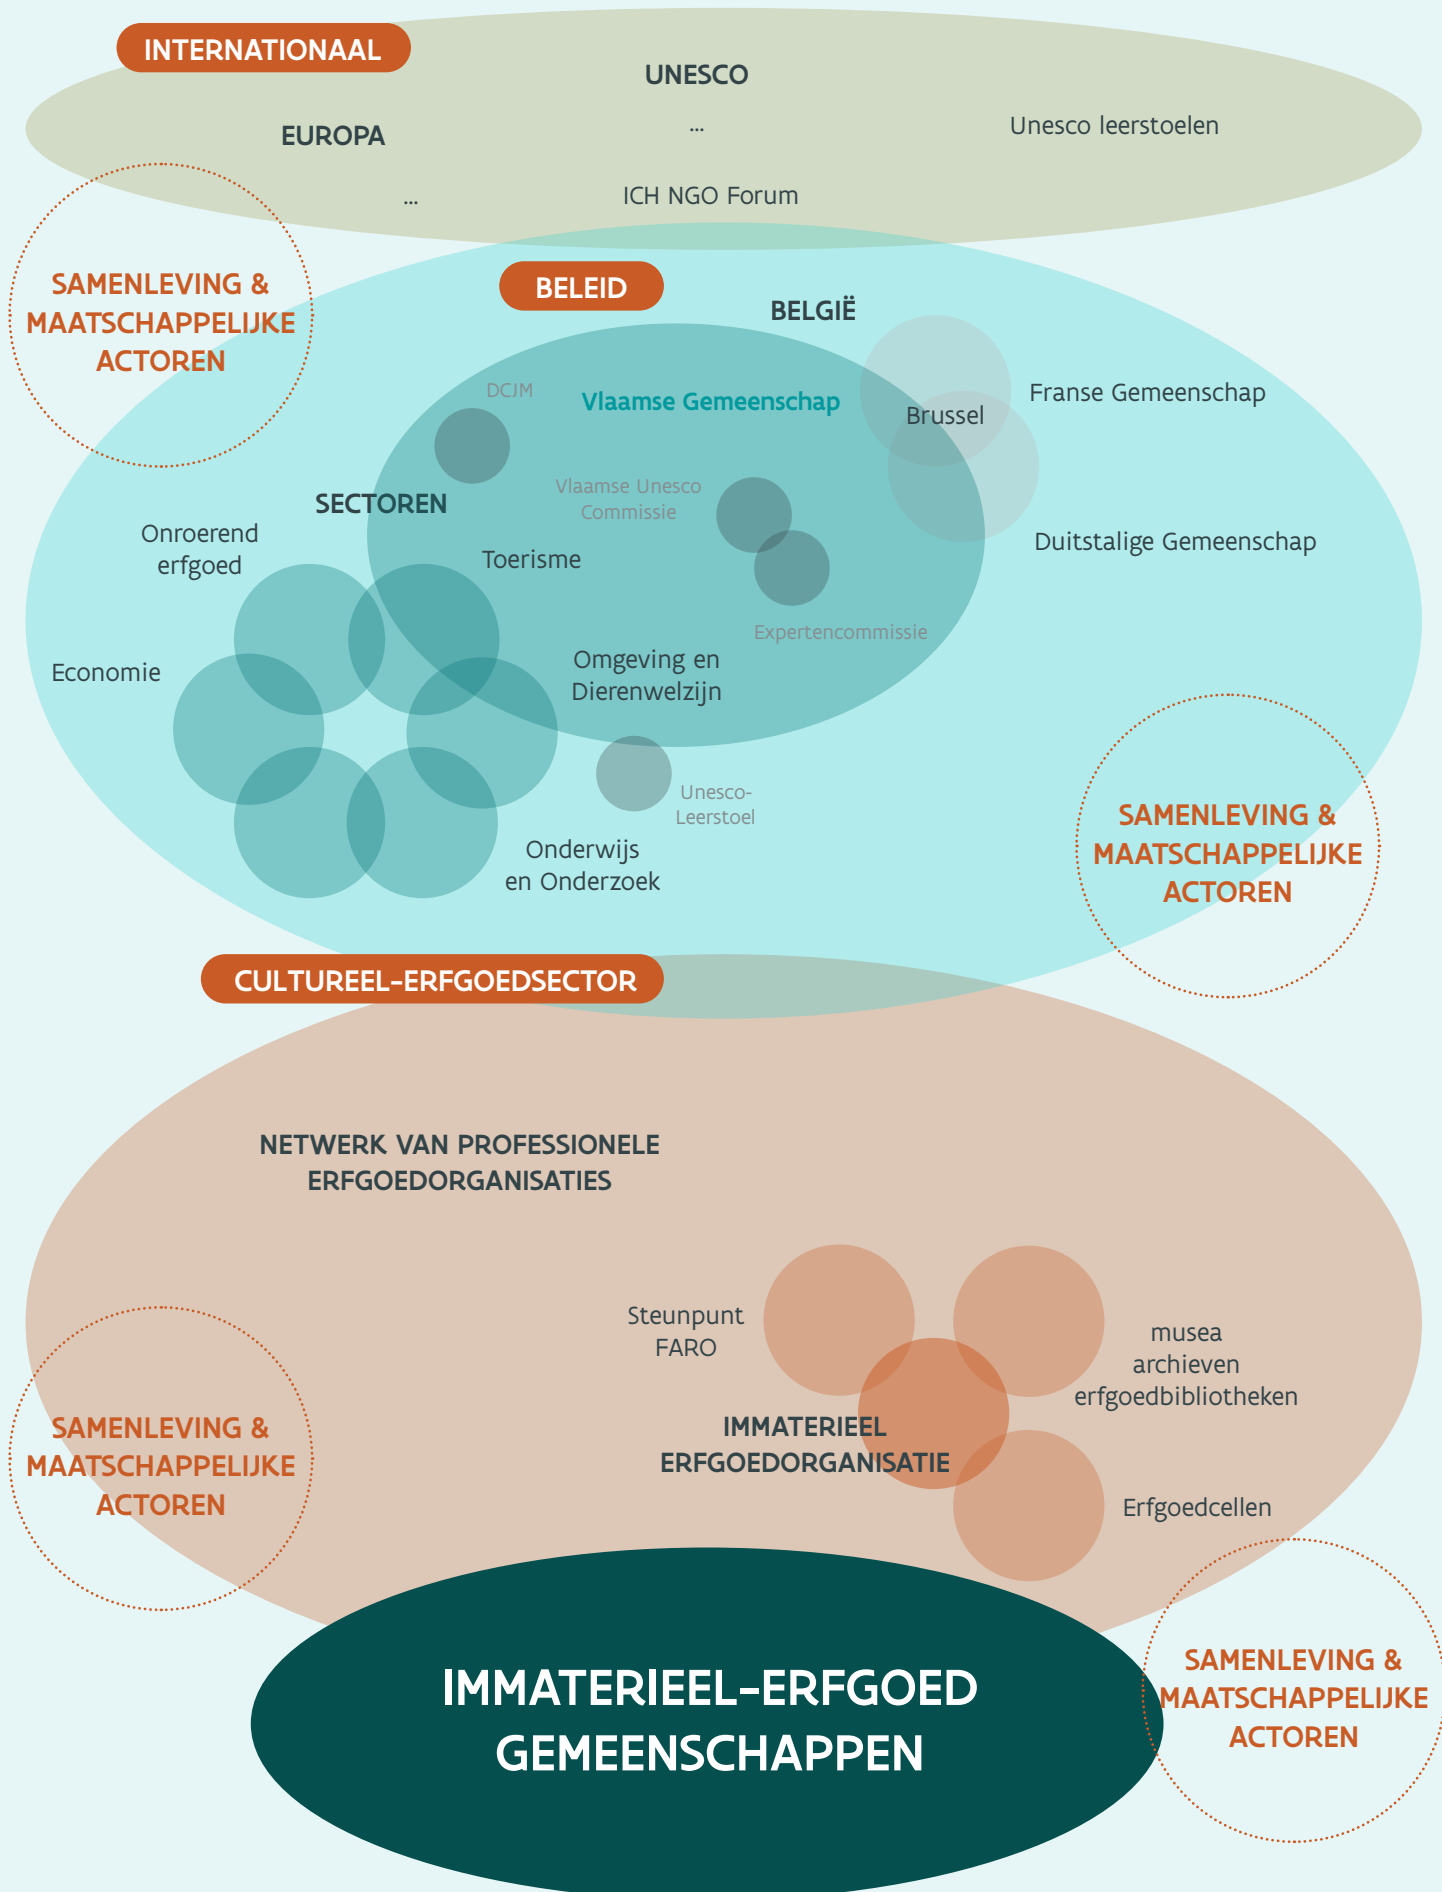 INTERNATIONAAL
UNESCO
EUROPA
...
Unesco leerstoelen
...
ICH NGO Forum
SAMENLEVING &
MAATSCHAPPELIJKE
ACTOREN
BELEID
BELGIË
DCJM
Vlaamse Gemeenschap
Franse Gemeenschap
Brussel
Vlaamse Unesco
Commissie
SECTOREN
Onroerend
erfgoed
Toerisme
Duitstalige Gemeenschap
Expertencommissie
Economie
Omgeving en
Dierenwelzijn
Unesco-
Leerstoel
Onderwijs
en Onderzoek
SAMENLEVING &
MAATSCHAPPELIJKE
ACTOREN
CULTUREEL-ERFGOEDSECTOR
NETWERK VAN PROFESSIONELE
ERFGOEDORGANISATIES
Steunpunt
FARO
musea
archieven
erfgoedbibliotheken
IMMATERIEEL
ERFGOEDORGANISATIE
SAMENLEVING &
MAATSCHAPPELIJKE
ACTOREN
Erfgoedcellen
IMMATERIEEL-ERFGOED
GEMEENSCHAPPEN
SAMENLEVING &
MAATSCHAPPELIJKE
ACTOREN